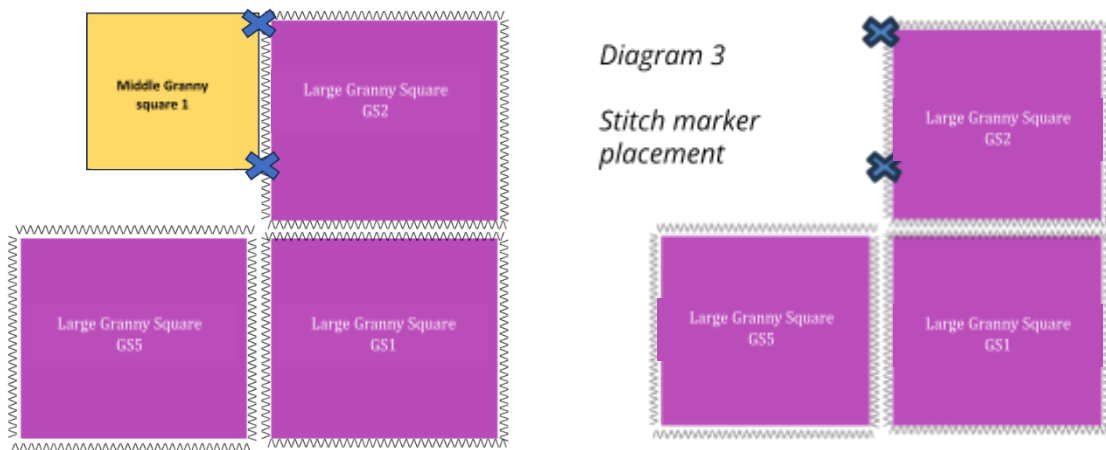 Middle Granny
square 1
Large Granny Square
GS2
Large Granny Square
GS5
Large Granny Square
GS1
Diagram 3
Stitch marker
placement
Large Granny Square
GS2
Large Granny Square
GS5
Large Granny Square
GS1